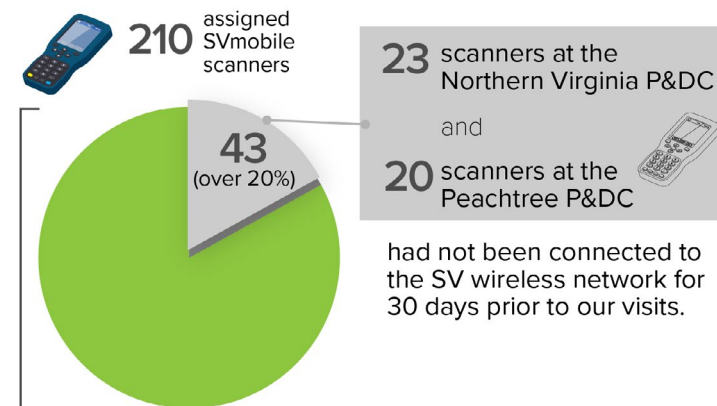 210 assigned
SVmobile
scanners
43
(over 20%)
23 scanners at the
Northern Virginia P&DC
and
20 scanners at the
Peachtree P&DC
had not been connected to
the SV wireless network for
30 days prior to our visits.